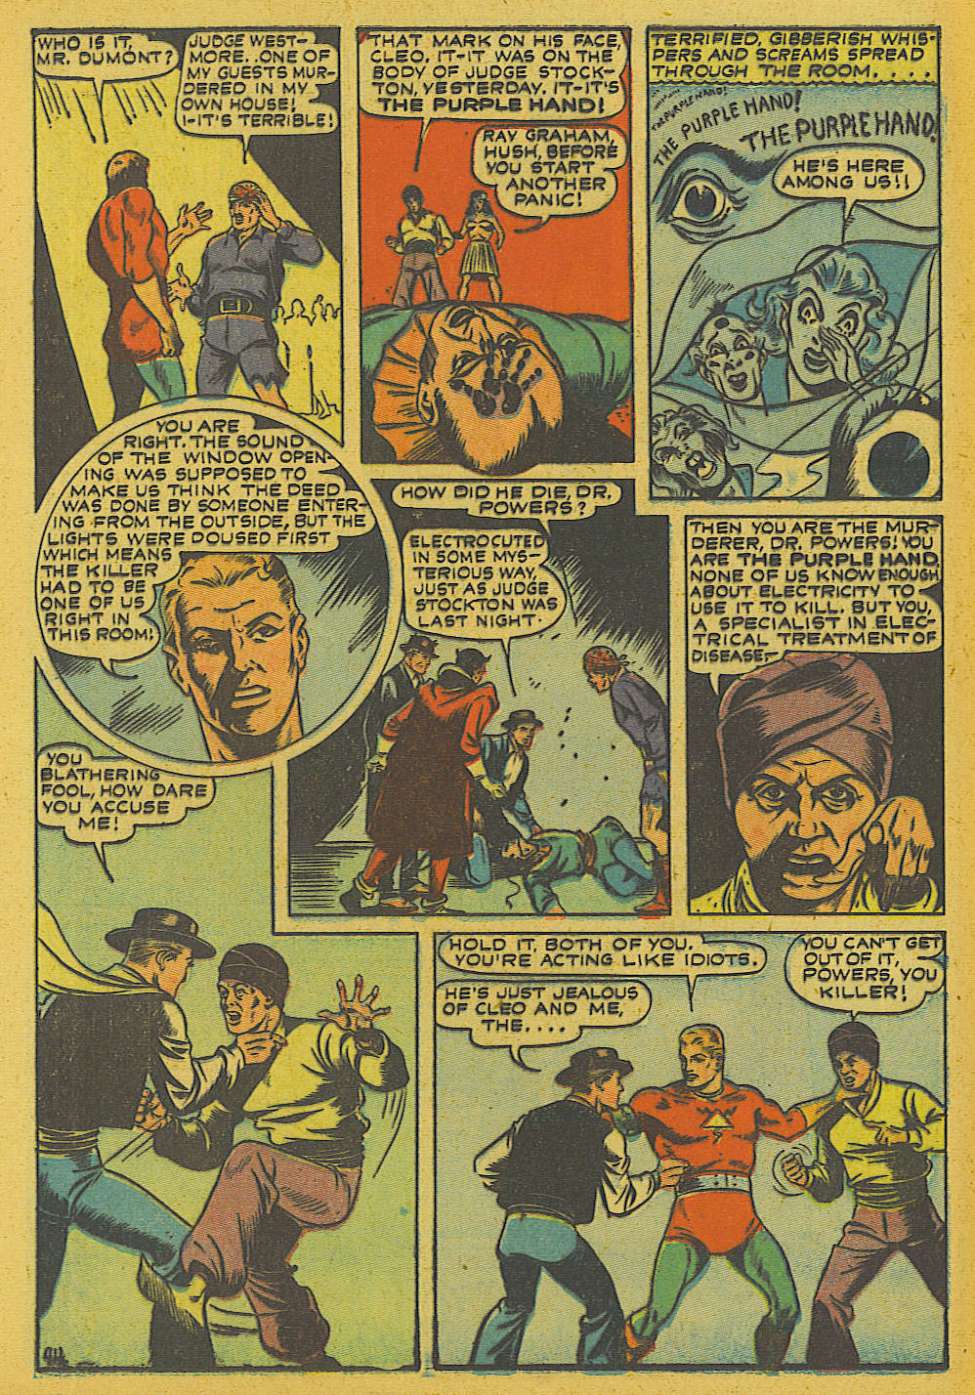 WHO IS IT,
MR. DUMONT?
JUDGE WEST-
MORE...ONE OF
MY GUESTS MUR-
DERED IN MY
OWN HOUSE!
I-IT'S TERRIBLE!
THAT MARK ON HIS FACE,
CLEO. IT-IT WAS ON THE
BODY OF JUDGE STOCK-
TON, YESTERDAY. IT-IT'S
THE PURPLE HAND!
RAY GRAHAM,
HUSH, BEFORE
YOU START
ANOTHER
PANIC!
TERRIFIED, GIBBERISH WHIS-
PERS AND SCREAMS SPREAD
THROUGH THE ROOM. . . .
THE PURPLE HAND!
THE PURPLE HAND!
THE PURPLE HAND!
HE'S HERE
AMONG US!!
YOU ARE
RIGHT. THE SOUND
OF THE WINDOW OPEN-
ING WAS SUPPOSED TO
MAKE US THINK THE DEED
WAS DONE BY SOMEONE ENTER-
ING FROM THE OUTSIDE, BUT THE
LIGHTS WERE DOUSED FIRST
WHICH MEANS
THE KILLER
HAD TO BE
ONE OF US
RIGHT IN
THIS ROOM!
HOW DID HE DIE, DR.
POWERS?
ELECTROCUTED
IN SOME MYS-
TERIOUS WAY,
JUST AS JUDGE
STOCKTON WAS
LAST NIGHT.
THEN YOU ARE THE MUR-
DERER, DR. POWERS! YOU
ARE THE PURPLE HAND.
NONE OF US KNOW ENOUGH
ABOUT ELECTRICITY TO
USE IT TO KILL. BUT YOU,
A SPECIALIST IN ELEC-
TRICAL TREATMENT OF
DISEASE-
YOU
BLATHERING
FOOL, HOW DARE
YOU ACCUSE
ME!
HOLD IT, BOTH OF YOU.
YOU'RE ACTING LIKE IDIOTS.
HE'S JUST JEALOUS
OF CLEO AND ME,
THE. . . .
YOU CAN'T GET
OUT OF IT,
POWERS, YOU
KILLER!